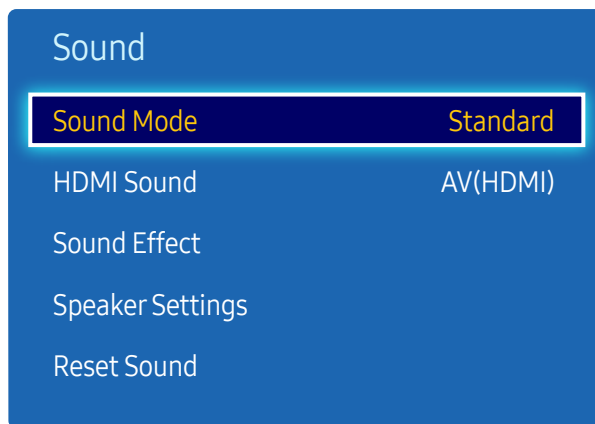 Sound
Sound Mode Standard
HDMI Sound AV(HDMI)
Sound Effect
Speaker Settings
Reset Sound